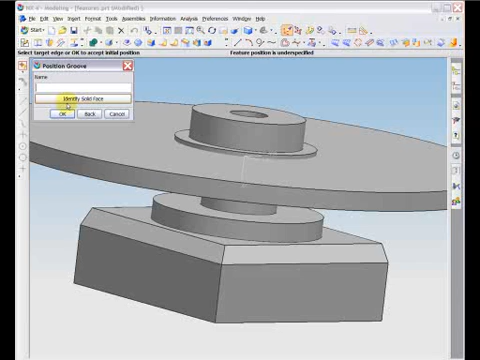 NX 4 - Modeling - [features.prt (Modified) ]
File Edit View Insert Format Tools Assemblies Information Analysis Preferences Window Help
Start
Select target edge or OK to accept initial position Feature position is underspecified
Position Groove
Name
Identify Solid Face
OK Back Cancel